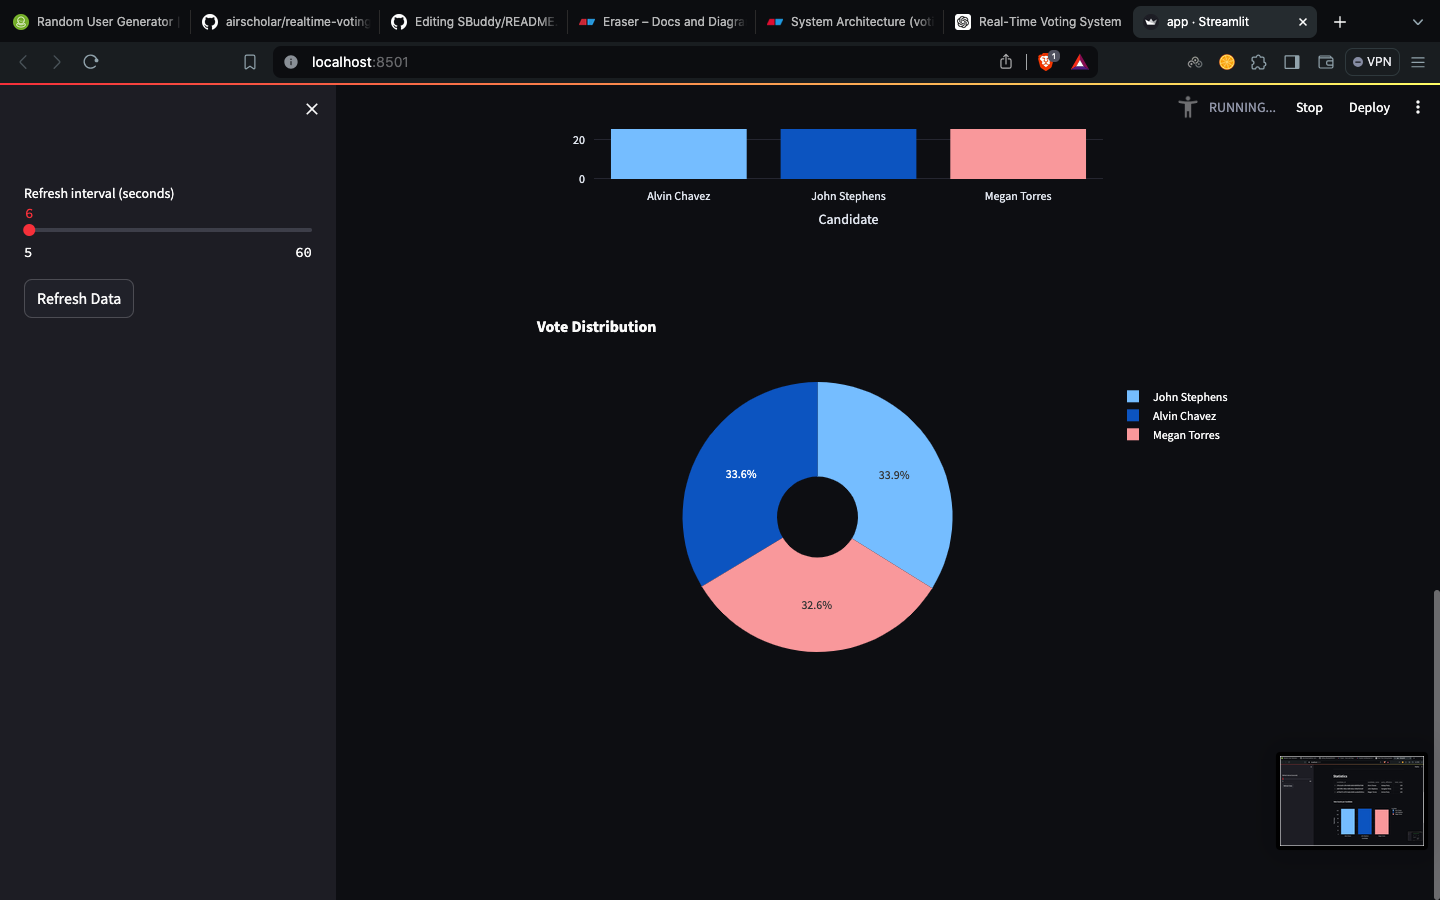 Random User Generator
airscholar/realtime-voting
Editing SBuddy/README.
Eraser – Docs and Diagra
System Architecture (voti
Real-Time Voting System
app · Streamlit
localhost:8501
1
VPN
RUNNING...
Stop
Deploy
Refresh interval (seconds)
6
5
60
Refresh Data
20
0
Alvin Chavez
John Stephens
Megan Torres
Candidate
Vote Distribution
John Stephens
Alvin Chavez
Megan Torres
33.6%
33.9%
32.6%
Statistics